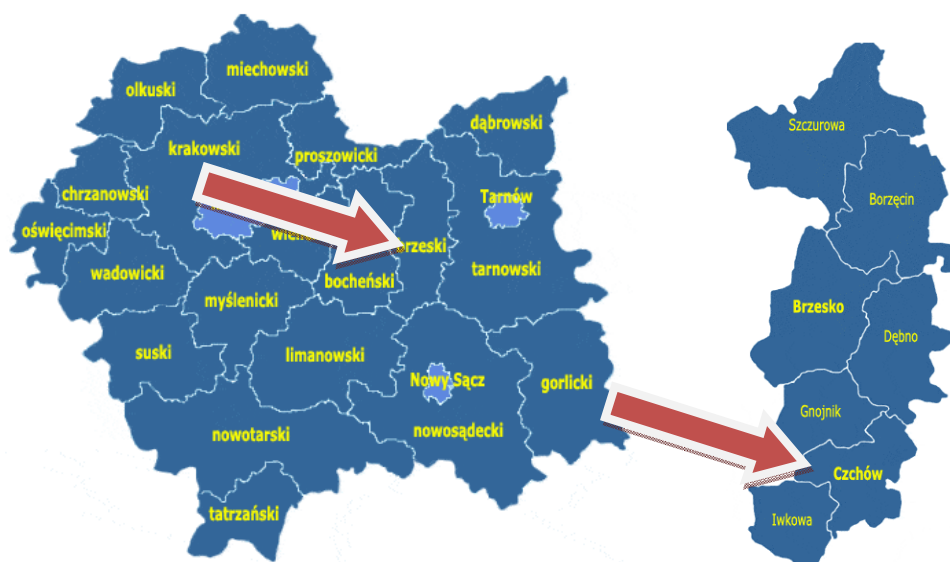 miechowski
olkuski
dąbrowski
krakowski
proszowicki
chrzanowski
Tarnów
oświęcimski
rzeski
wadowicki
tarnowski
bocheński
myślenicki
suski
limanowski
Nowy Sącz
gorlicki
nowosądecki
nowotarski
tatrzański
Szczurowa
Borzęcin
Brzesko
Dębno
Gnojnik
Czchów
Iwkowa